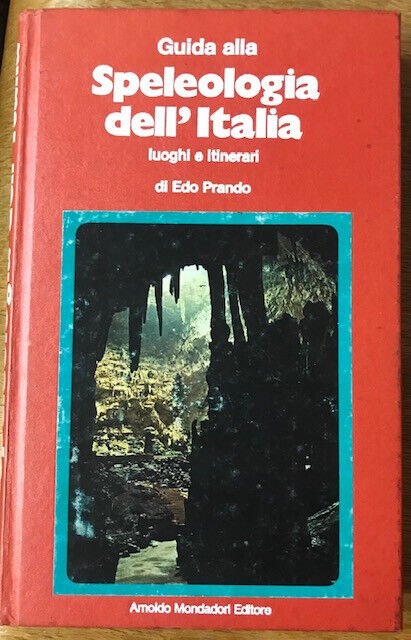 Guida alla
Speleologia
dell'Italia
luoghi e itinerari
di Edo Prando
Arnoldo Mondadori Editore